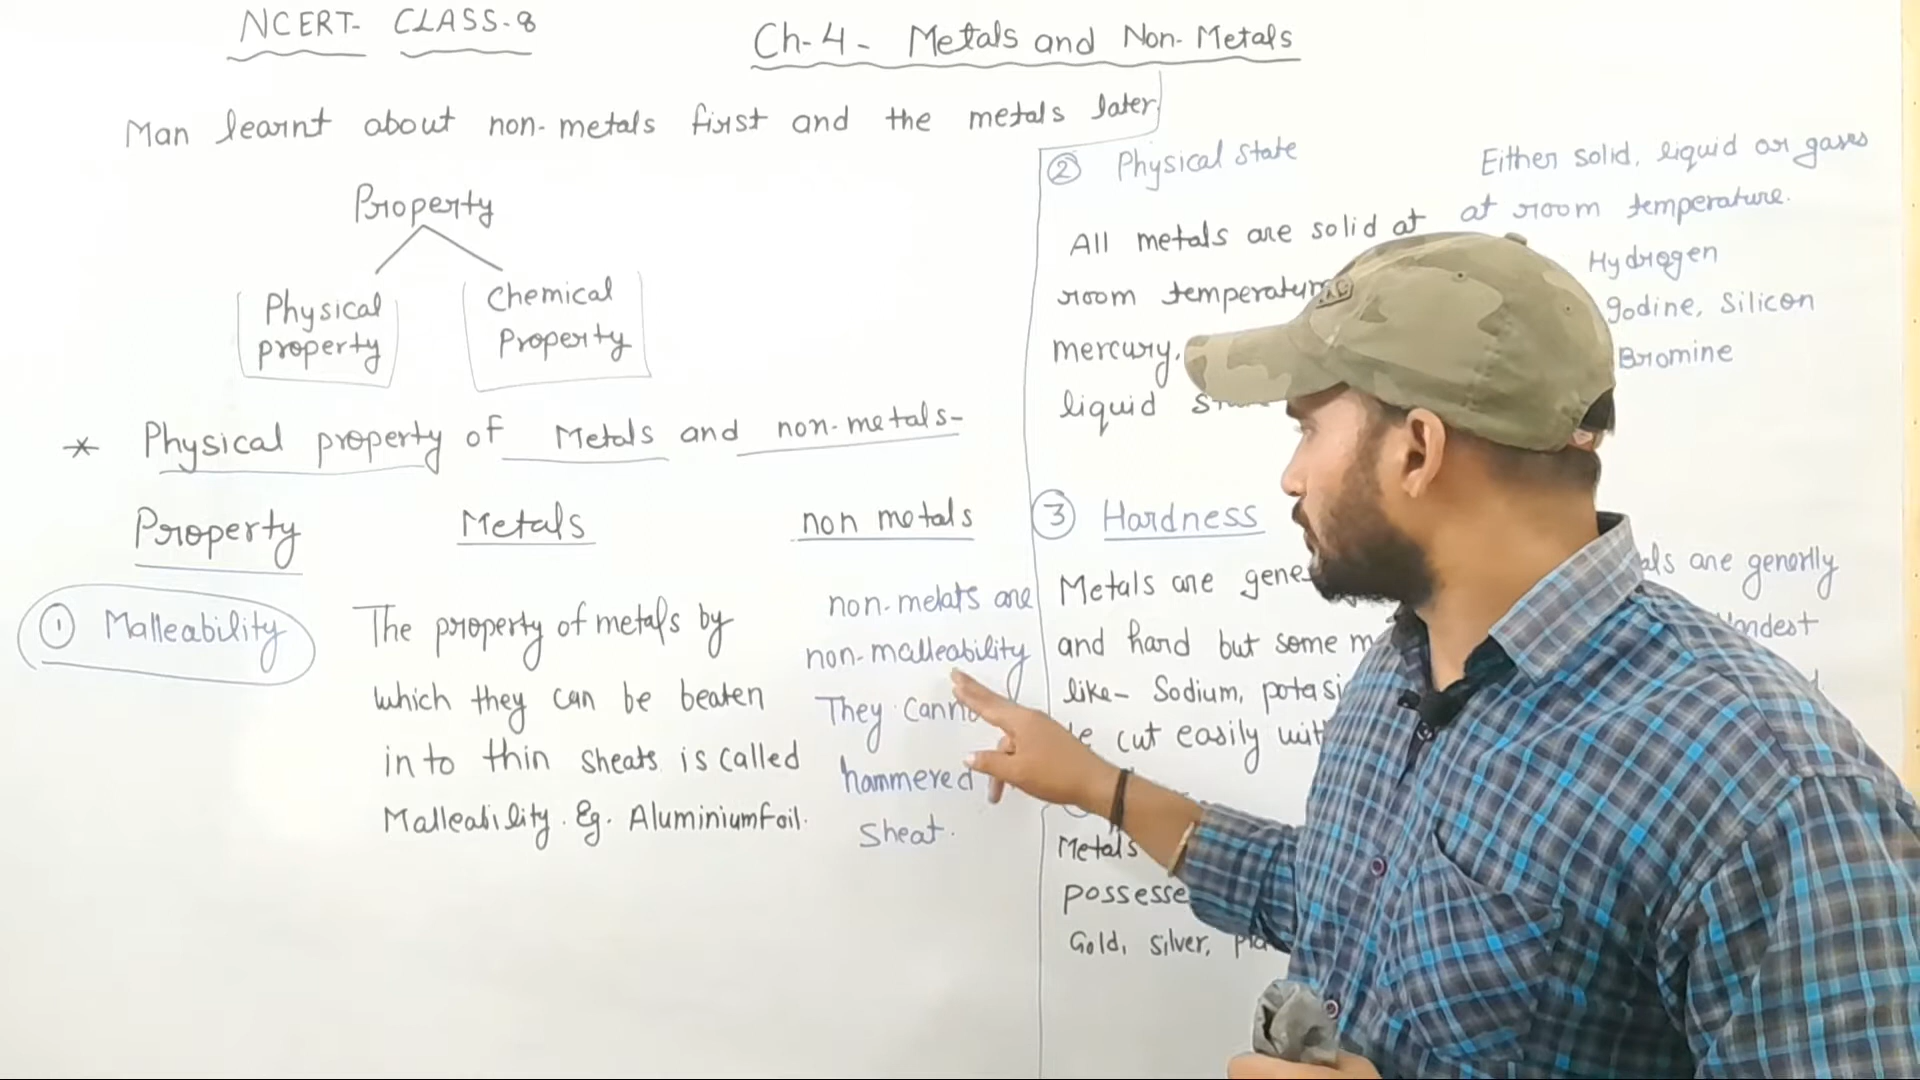 NCERT- CLASS-8
Ch-4- Metals and Non-Metals
Man learnt about non-metals first and the metals later
Property
Physical
property
Chemical
Property
* Physical property of Metals and non-metals-
Property Metals non metals
① Malleability
The property of metals by
which they can be beaten
in to thin sheats is called
Malleability. Eg. Aluminiumfoil.
non-melats are
non-malleability
They
hammered
Sheat.
② Physical State
All metals are solid at
room
mercury.
liquid
Either solid, liquid or gases
at room temperature.
Hydrogen
Iodine, Silicon
Bromine
③ Hardness
Metals are
and hard but some
like- Sodium,
cut easily
are generlly
Metals
Gold, silver,